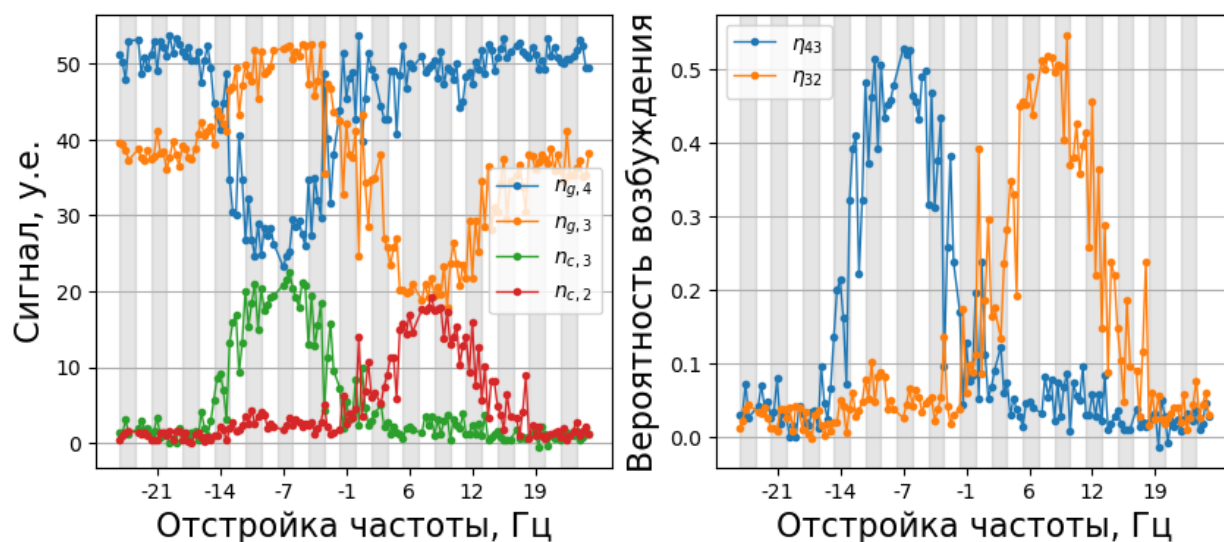 Сигнал, у.е.
50
40
30
20
10
0
n_{g,4}
n_{g,3}
n_{c,3}
n_{c,2}
-21 -14 -7 -1 6 12 19
Отстройка частоты, Гц
Вероятность возбуждения
0.5
0.4
0.3
0.2
0.1
0.0
η_{43}
η_{32}
-21 -14 -7 -1 6 12 19
Отстройка частоты, Гц